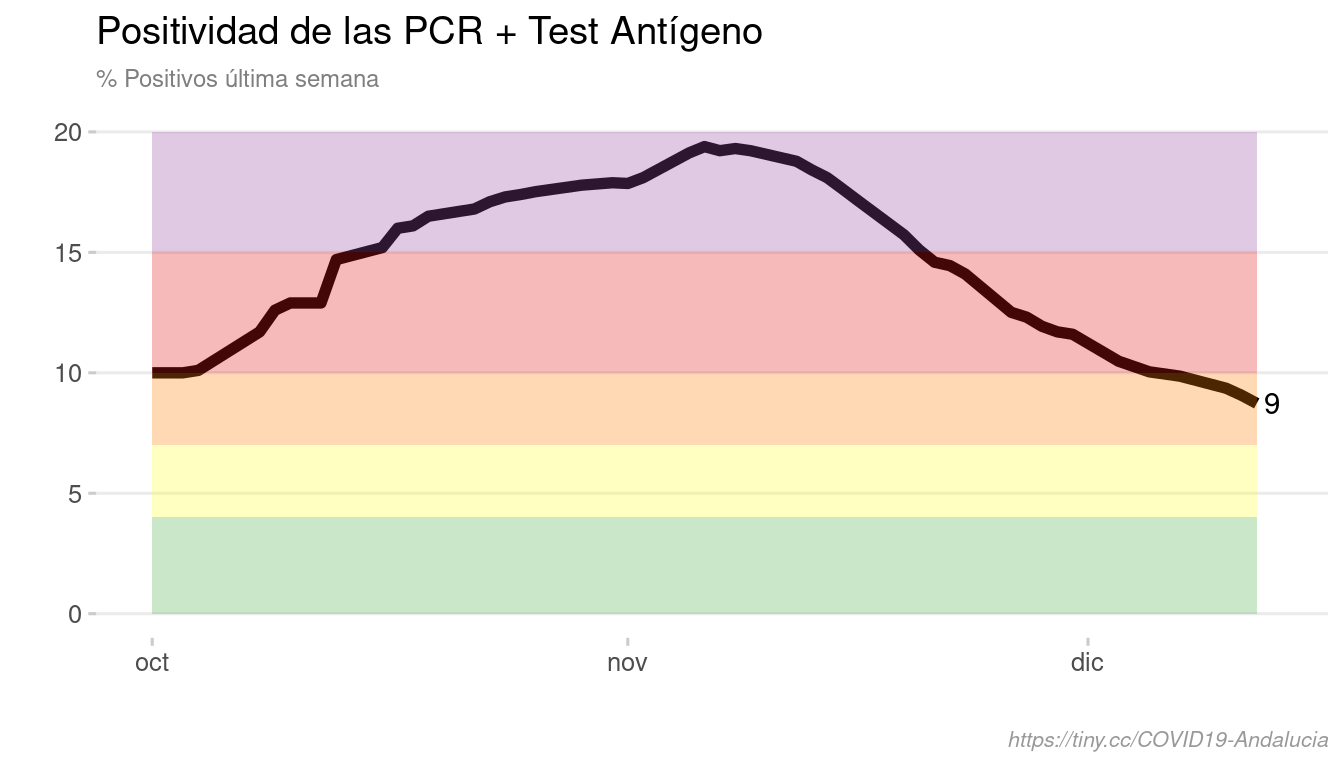 Positividad de las PCR + Test Antígeno
% Positivos última semana
20
15
10
9
5
0
oct nov dic
https://tiny.cc/COVID19-Andalucia